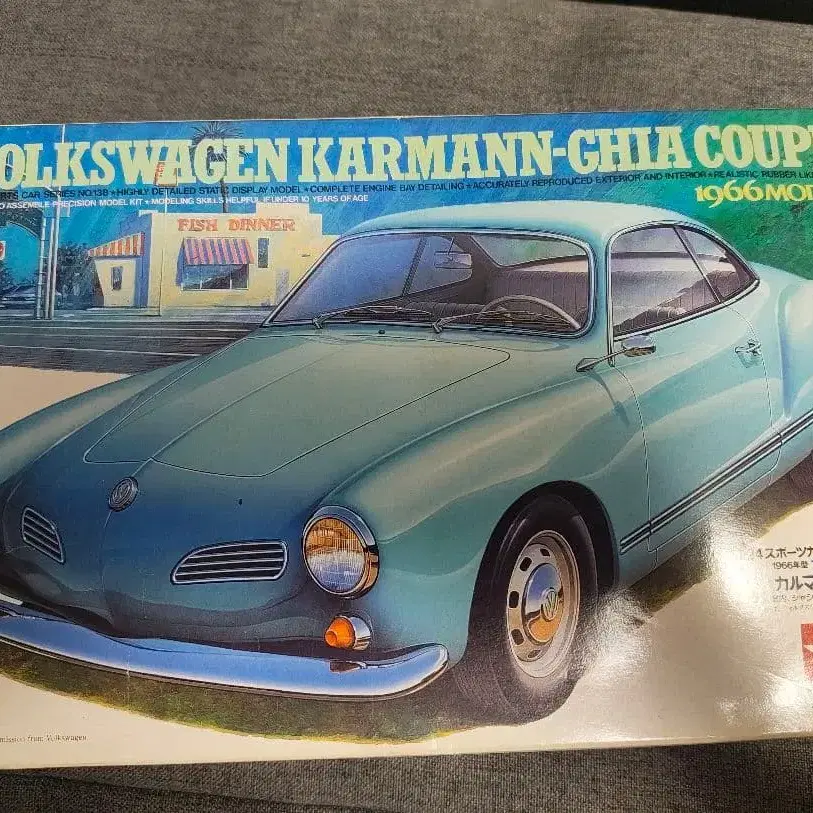 OLKSWAGEN KARMANN-GHIA COUP
RTS CAR SERIES NO.138 ★ HIGHLY DETAILED STATIC DISPLAY MODEL ★ COMPLETE ENGINE BAY DETAILING ★ ACCURATELY REPRODUCED EXTERIOR AND INTERIOR ★ REALISTIC RUBBER LIK
O ASSEMBLE PRECISION MODEL KIT ★ MODELING SKILLS HELPFUL IF UNDER 10 YEARS OF AGE
1966 MOD
FISH DINNER
4スポーツカ
1966年型
カルマ
mission from Volkswagen